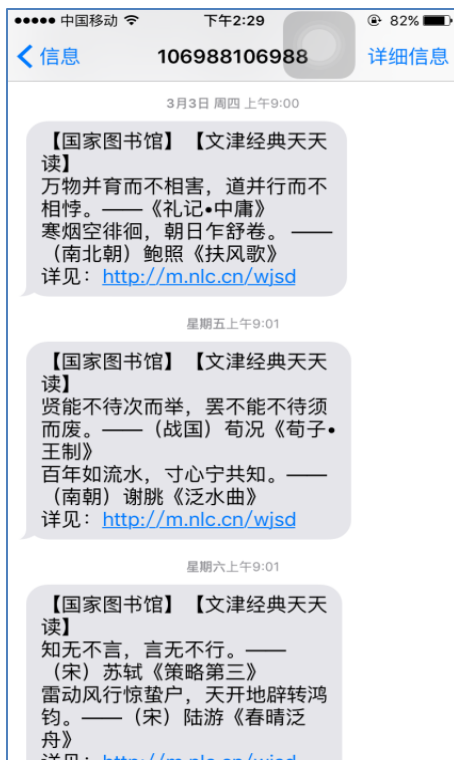 中国移动 下午2:29 82%
信息 106988106988 详细信息
3月3日 周四 上午9:00
【国家图书馆】【文津经典天天
读】
万物并育而不相害，道并行而不
相悖。——《礼记•中庸》
寒烟空徘徊，朝日乍舒卷。 ——
（南北朝）鲍照《扶风歌》
详见：http://m.nlc.cn/wjsd
星期五上午9:01
【国家图书馆】【文津经典天天
读】
贤能不待次而举，罢不能不待须
而废。——（战国）荀况《荀子•
王制》
百年如流水，寸心宁共知。——
（南朝）谢朓《泛水曲》
详见：http://m.nlc.cn/wjsd
星期六上午9:01
【国家图书馆】【文津经典天天
读】
知无不言，言无不行。——
（宋）苏轼《策略第三》
雷动风行惊蛰户，天开地辟转鸿
钧。——（宋）陆游《春晴泛
舟》
详见：http://m.nlc.cn/wjsd